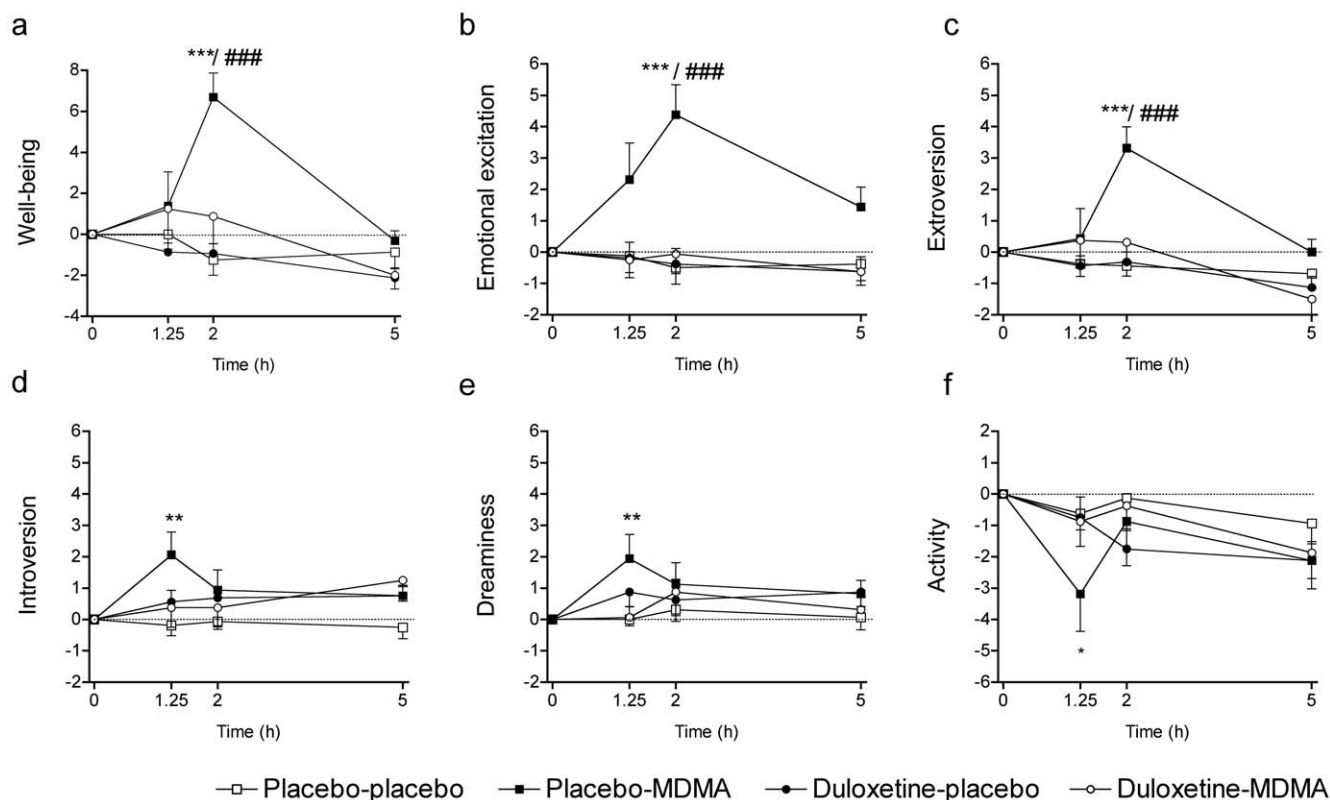 a
***/ ###
Well-being
8
6
4
2
0
-2
-4
0 1.25 2 5
Time (h)
b
*** / ###
Emotional excitation
6
5
4
3
2
1
0
-1
-2
0 1.25 2 5
Time (h)
c
***/ ###
Extroversion
6
5
4
3
2
1
0
-1
-2
0 1.25 2 5
Time (h)
d
**
Introversion
6
5
4
3
2
1
0
-1
-2
0 1.25 2 5
Time (h)
e
**
Dreaminess
6
5
4
3
2
1
0
-1
-2
0 1.25 2 5
Time (h)
f
Activity
2
1
0
-1
-2
-3
-4
-5
-6
*
0 1.25 2 5
Time (h)
Placebo-placebo Placebo-MDMA Duloxetine-placebo Duloxetine-MDMA